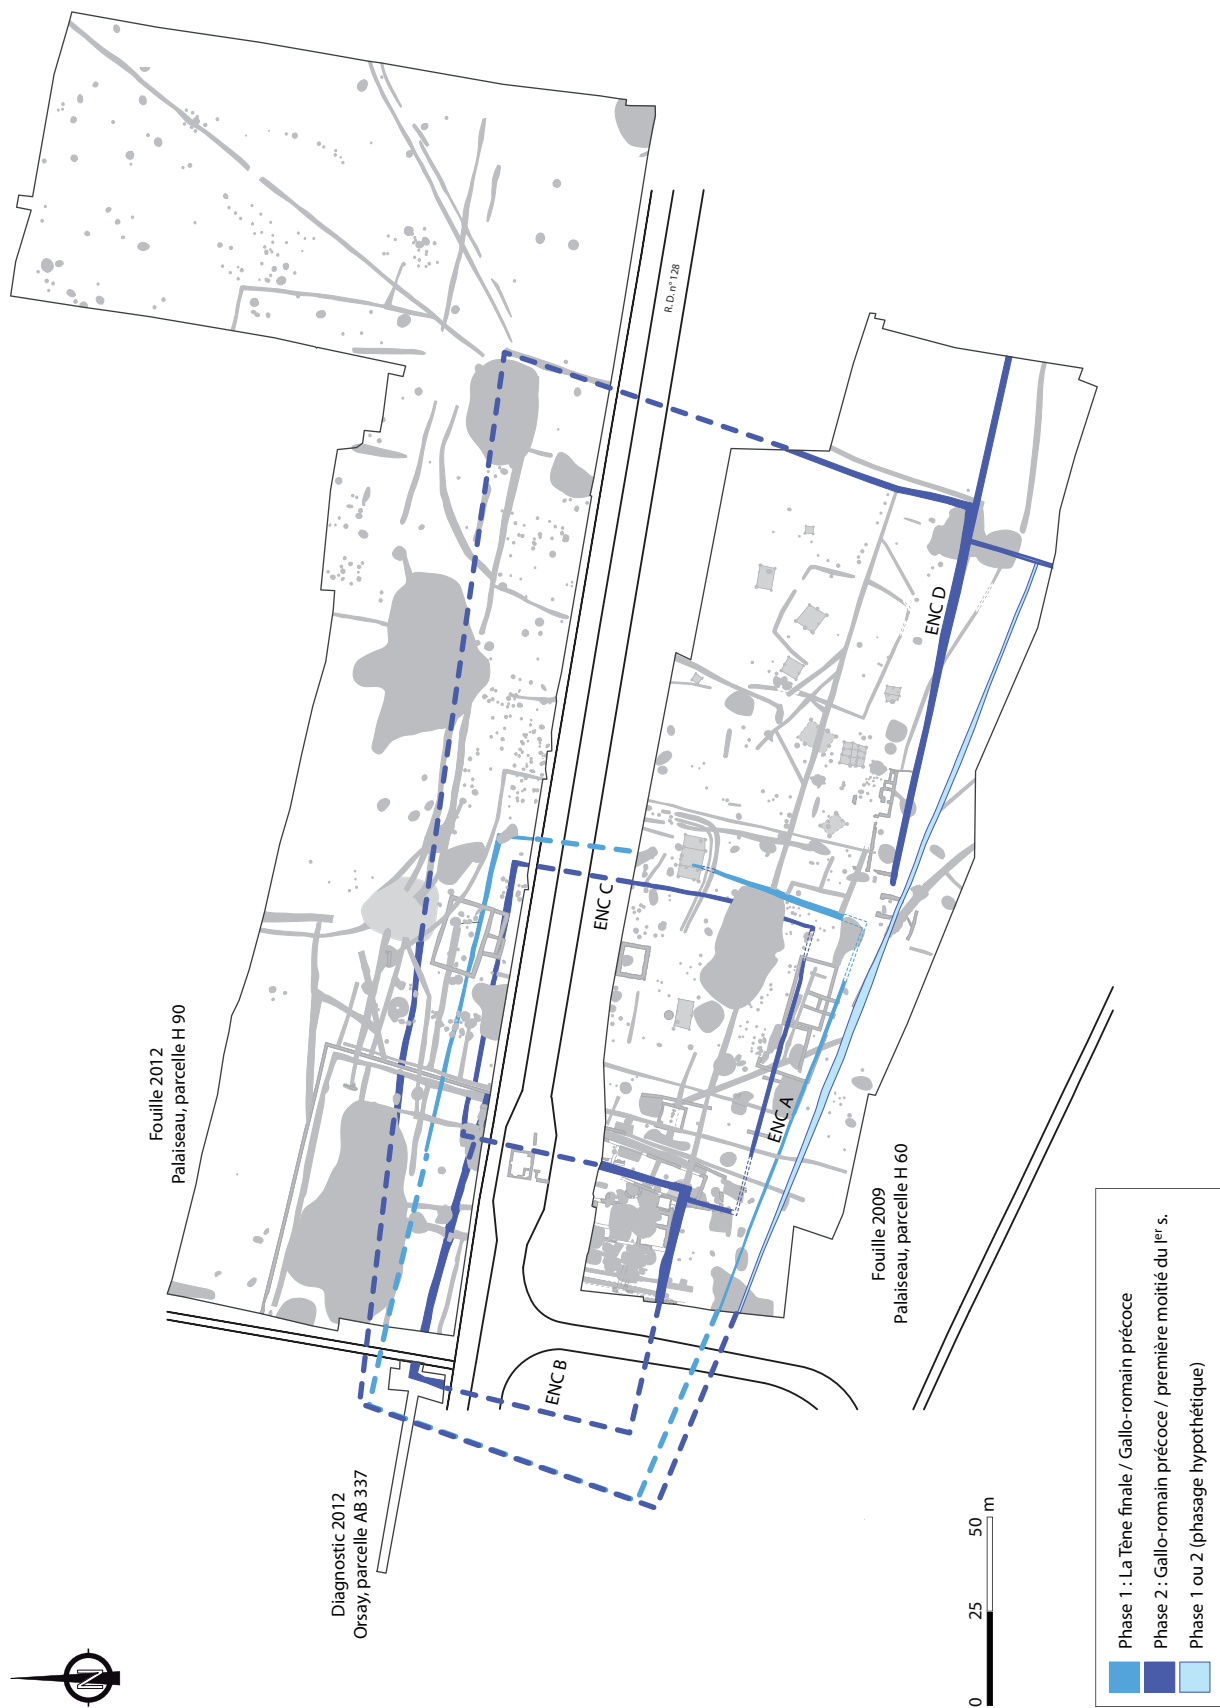 Fouille 2012
Palaiseau, parcelle H 90
Diagnostic 2012
Orsay, parcelle AB 337
R. D. n° 128
ENC C
ENC D
ENC A
ENC B
Fouille 2009
Palaiseau, parcelle H 60
N
0 25 50 m
Phase 1 : La Tène finale / Gallo-romain précoce
Phase 2 : Gallo-romain précoce / première moitié du Iᵉʳ s.
Phase 1 ou 2 (phasage hypothétique)